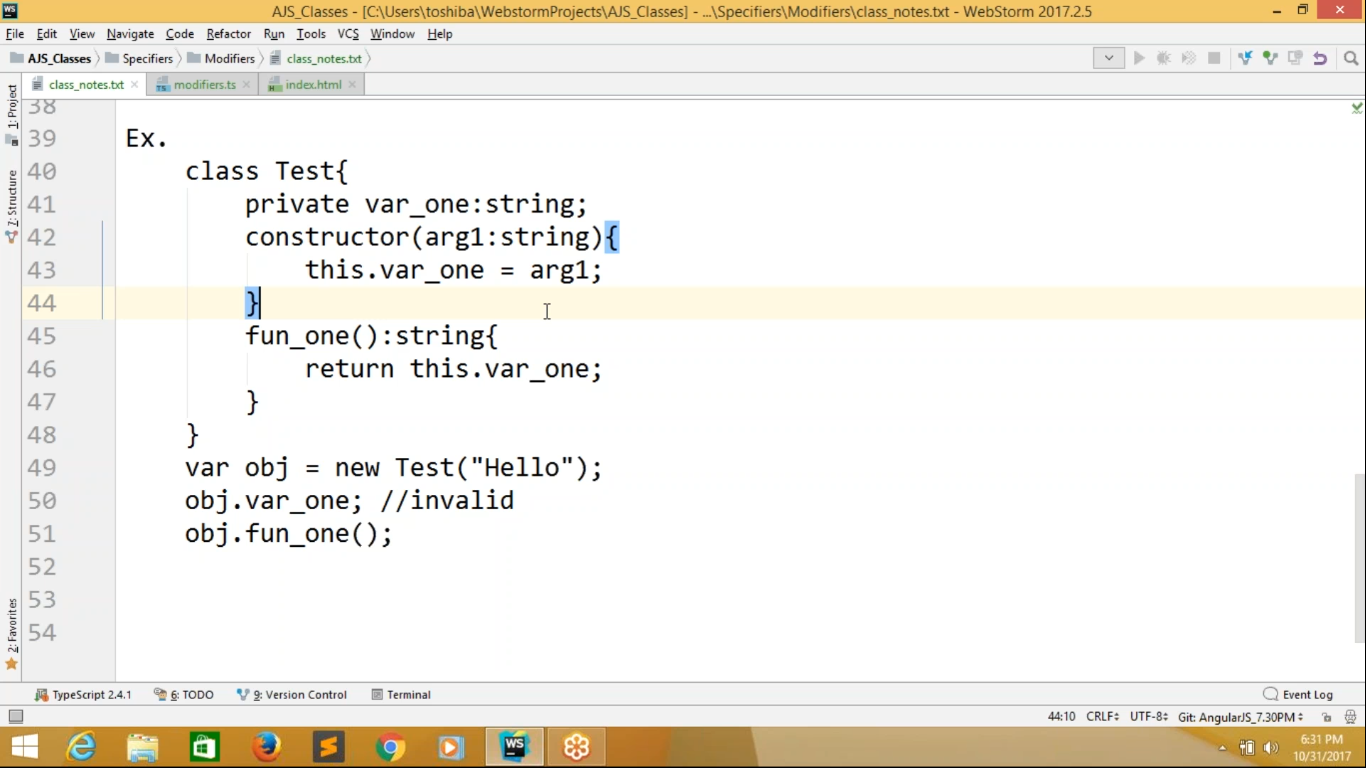 AJS_Classes - [C:\Users\toshiba\WebstormProjects\AJS_Classes] - ...\Specifiers\Modifiers\class_notes.txt - WebStorm 2017.2.5
File Edit View Navigate Code Refactor Run Tools VCS Window Help
AJS_Classes Specifiers Modifiers class_notes.txt
class_notes.txt modifiers.ts index.html
1: Project
7: Structure
2: Favorites
38
39 Ex.
40 class Test{
41 private var_one:string;
42 constructor(arg1:string){
43 this.var_one = arg1;
44 }
45 fun_one():string{
46 return this.var_one;
47 }
48 }
49 var obj = new Test("Hello");
50 obj.var_one; //invalid
51 obj.fun_one();
52
53
54
TypeScript 2.4.1 6: TODO 9: Version Control Terminal Event Log
44:10 CRLF UTF-8 Git: AngularJS_7.30PM
WS
6:31 PM
10/31/2017